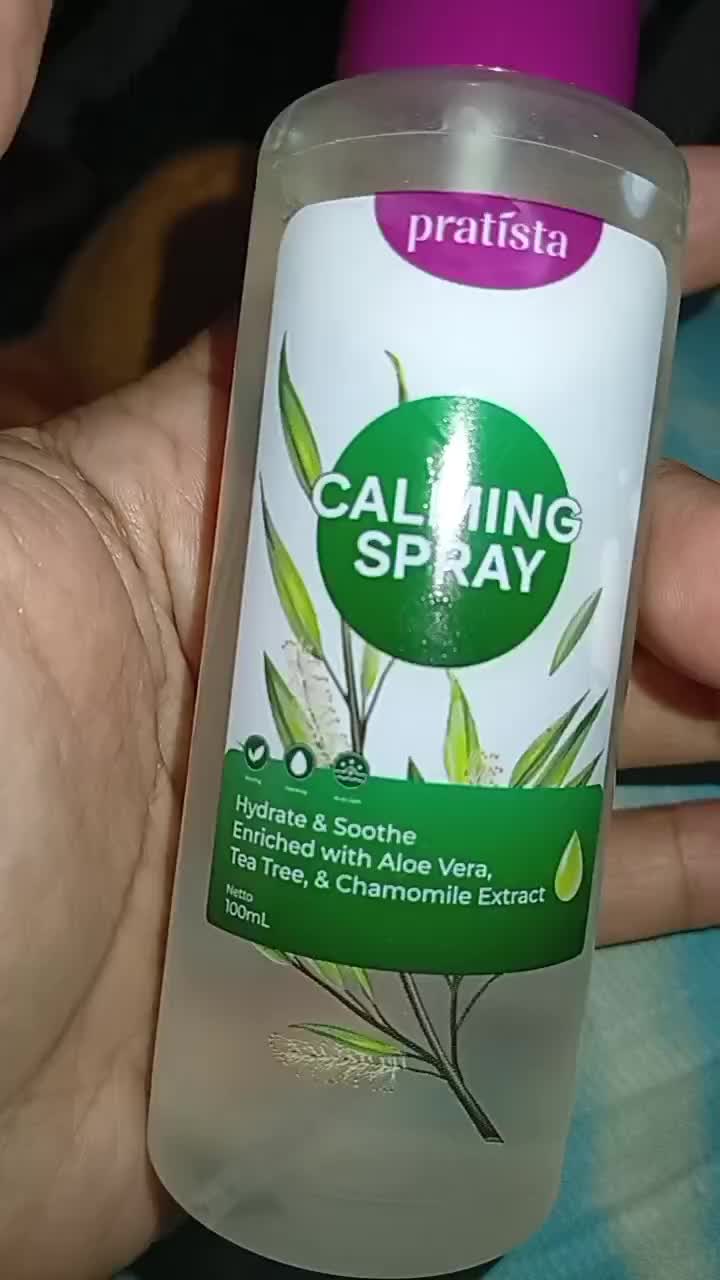 pratista
CALMING
SPRAY
Hydrate & Soothe
Enriched with Aloe Vera,
Tea Tree, & Chamomile Extract
Netto
100mL